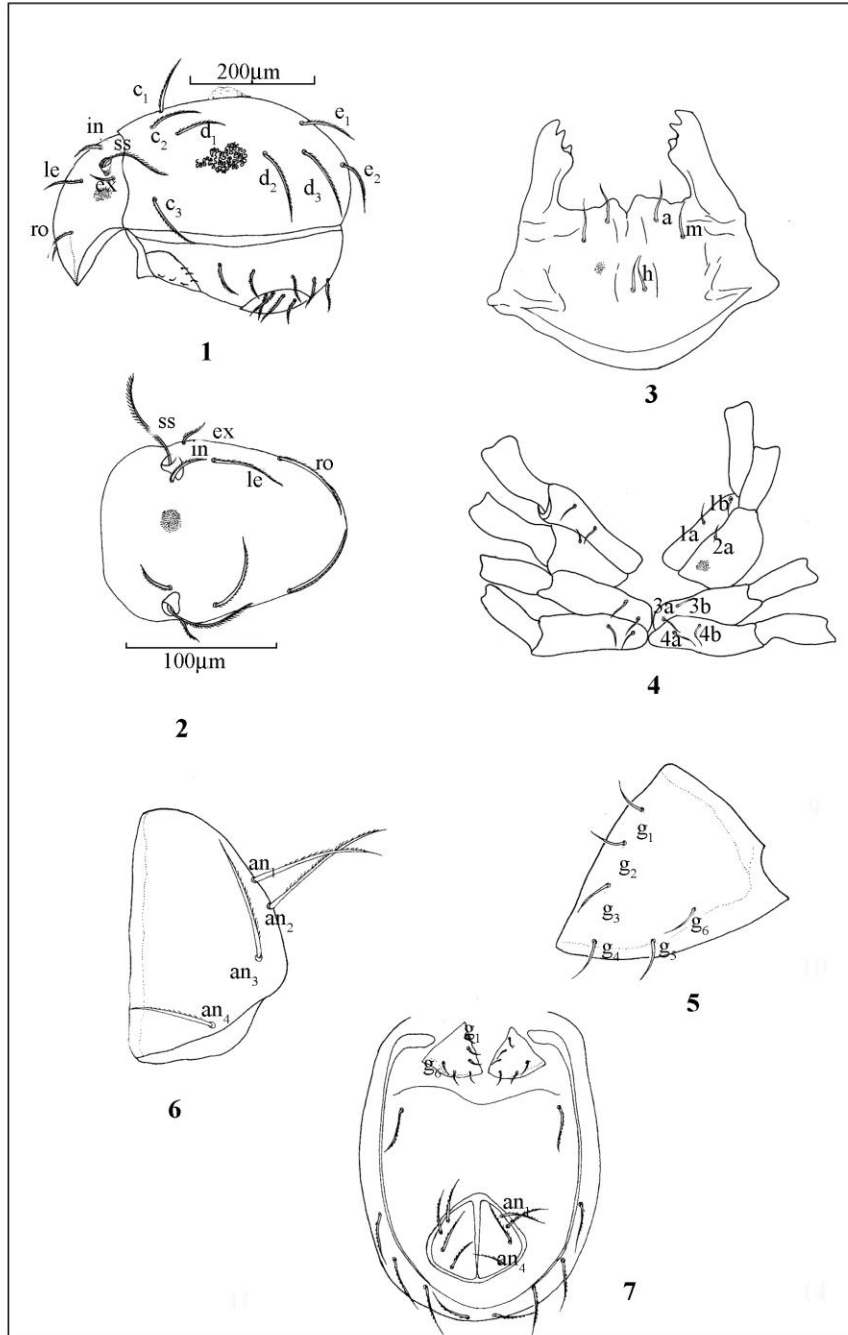 200μm
c1
in
c2
d1
e1
ss
le
ex
e2
d2
d3
c3
ro
1
a
m
h
3
ss
ex
in
ro
le
100μm
2
1b
1a
2a
3a
3b
4a
4b
4
an1
an2
an3
an4
6
g1
g2
g3
g6
g4
g5
5
g1
g6
an1
an4
7